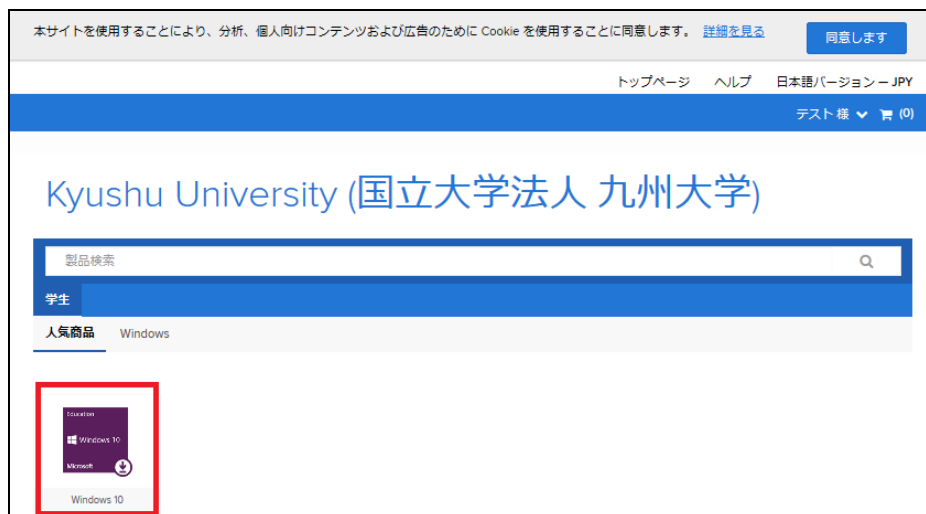 本サイトを使用することにより、分析、個人向けコンテンツおよび広告のために Cookie を使用することに同意します。 詳細を見る 同意します
トップページ ヘルプ 日本語バージョン – JPY
テスト 様 (0)
Kyushu University (国立大学法人 九州大学)
製品検索
学生
人気商品 Windows
Education
Windows 10
Microsoft
Windows 10